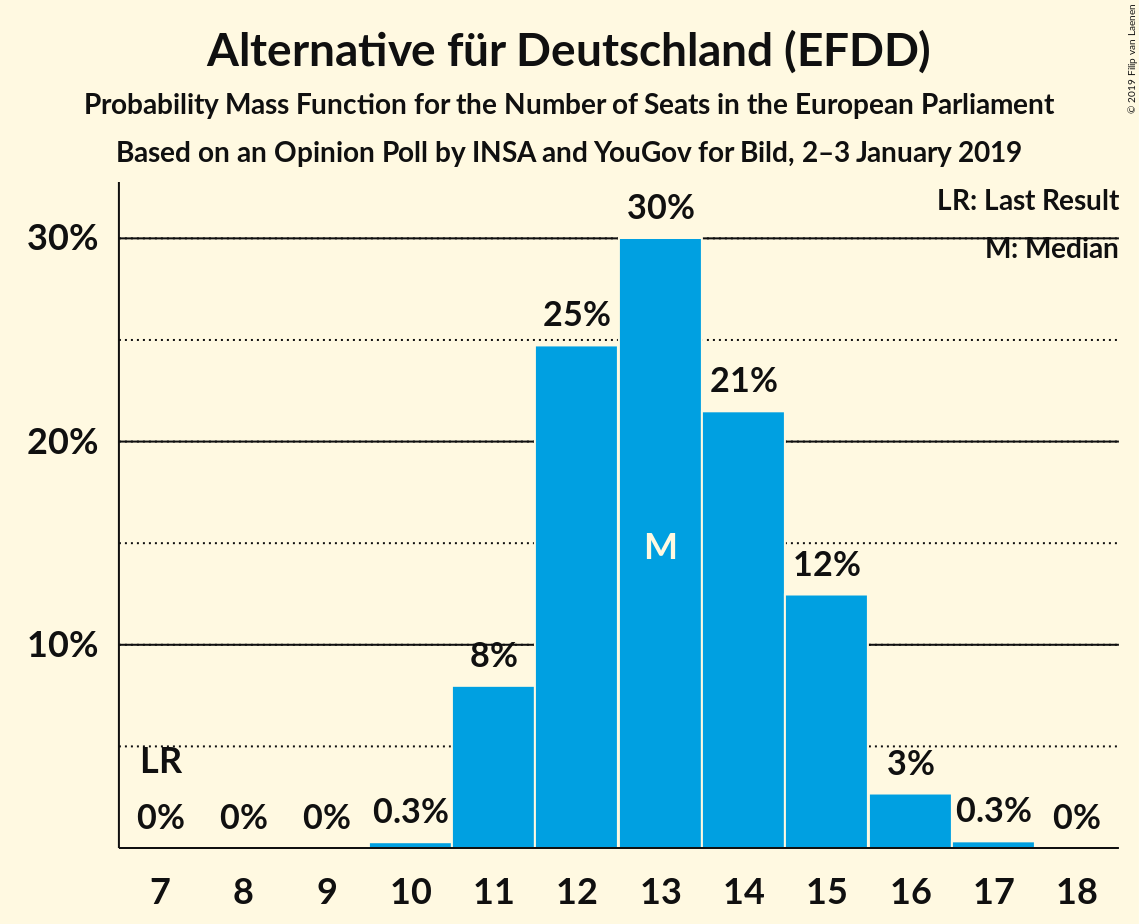 Alternative für Deutschland (EFDD)
Probability Mass Function for the Number of Seats in the European Parliament
Based on an Opinion Poll by INSA and YouGov for Bild, 2–3 January 2019
© 2019 Filip van Laenen
LR: Last Result
M: Median
30%
20%
10%
LR
0%
0%
0%
0.3%
8%
25%
30%
M
21%
12%
3%
0.3%
0%
7 8 9 10 11 12 13 14 15 16 17 18